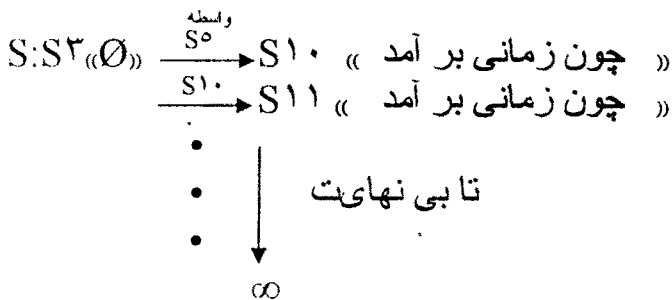 واسطه
S:S۳«Ø» S۵ S۱۰ « چون زمانی بر آمد »
S۱۰ S۱۱ « چون زمانی بر آمد »
تا بی نهایت
∞